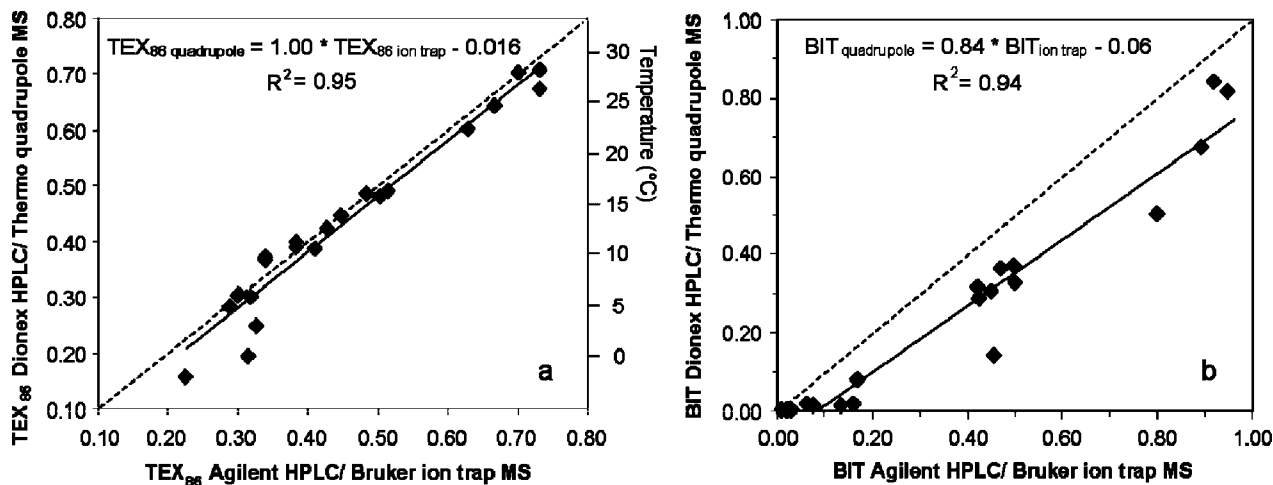 TEX86 Dionex HPLC/ Thermo quadrupole MS
0.80
0.70
0.60
0.50
0.40
0.30
0.20
0.10
TEX86 quadrupole = 1.00 * TEX86 ion trap - 0.016
R2 = 0.95
30
25
20
15
10
5
0
Temperature (°C)
a
0.10 0.20 0.30 0.40 0.50 0.60 0.70 0.80
TEX86 Agilent HPLC/ Bruker ion trap MS
BIT Dionex HPLC/ Thermo quadrupole MS
1.00
0.80
0.60
0.40
0.20
0.00
BIT quadrupole = 0.84 * BIT ion trap - 0.06
R2 = 0.94
b
0.00 0.20 0.40 0.60 0.80 1.00
BIT Agilent HPLC/ Bruker ion trap MS